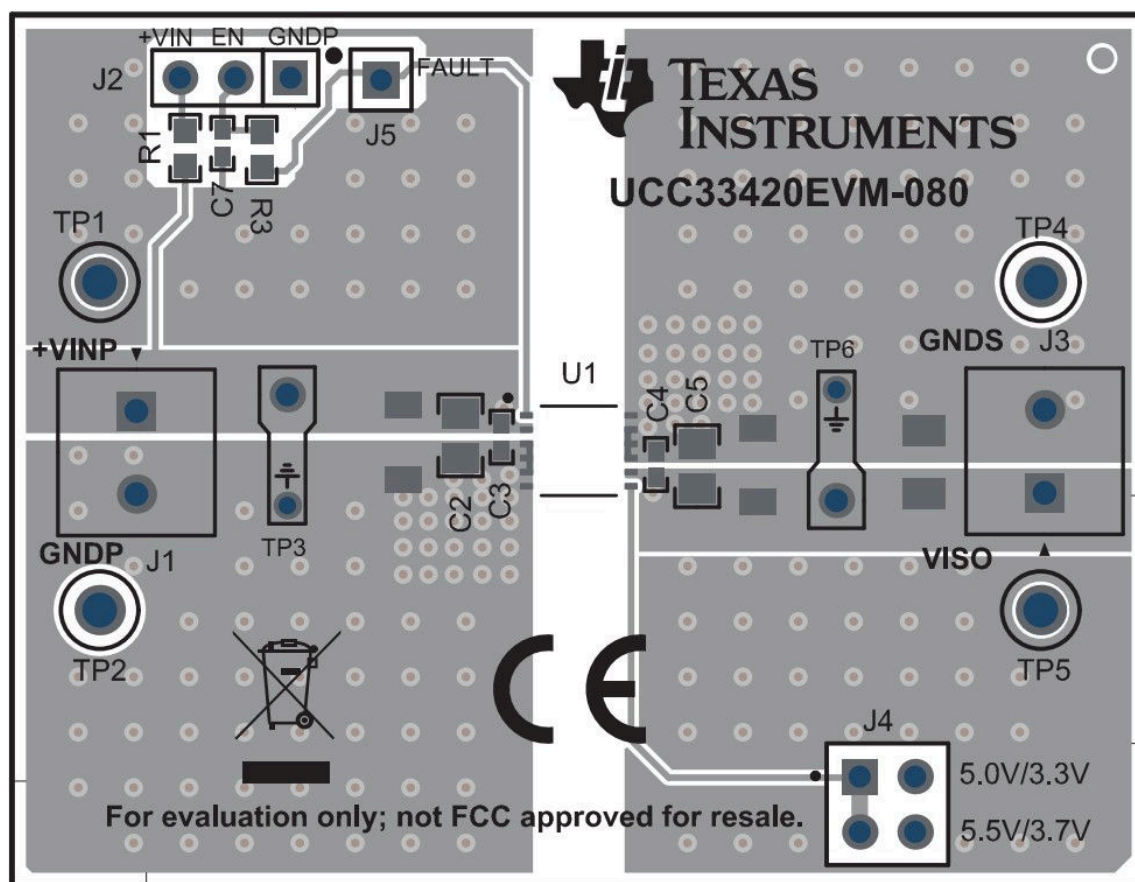 +VIN EN GNDP
J2
FAULT
J5
R1
C7
R3
TEXAS
INSTRUMENTS
UCC33420EVM-080
TP1
TP4
+VINP
GNDS
J3
TP6
U1
C4
C5
C2
C3
TP3
GNDP
J1
VISO
TP2
TP5
CE
J4
5.0V/3.3V
5.5V/3.7V
For evaluation only; not FCC approved for resale.